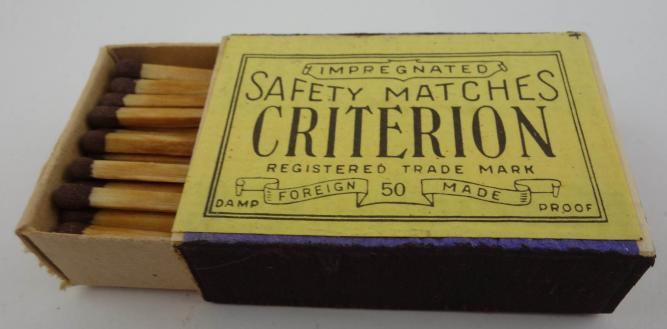 IMPREGNATED
SAFETY MATCHES
CRITERION
REGISTERED TRADE MARK
DAMP FOREIGN 50 MADE PROOF